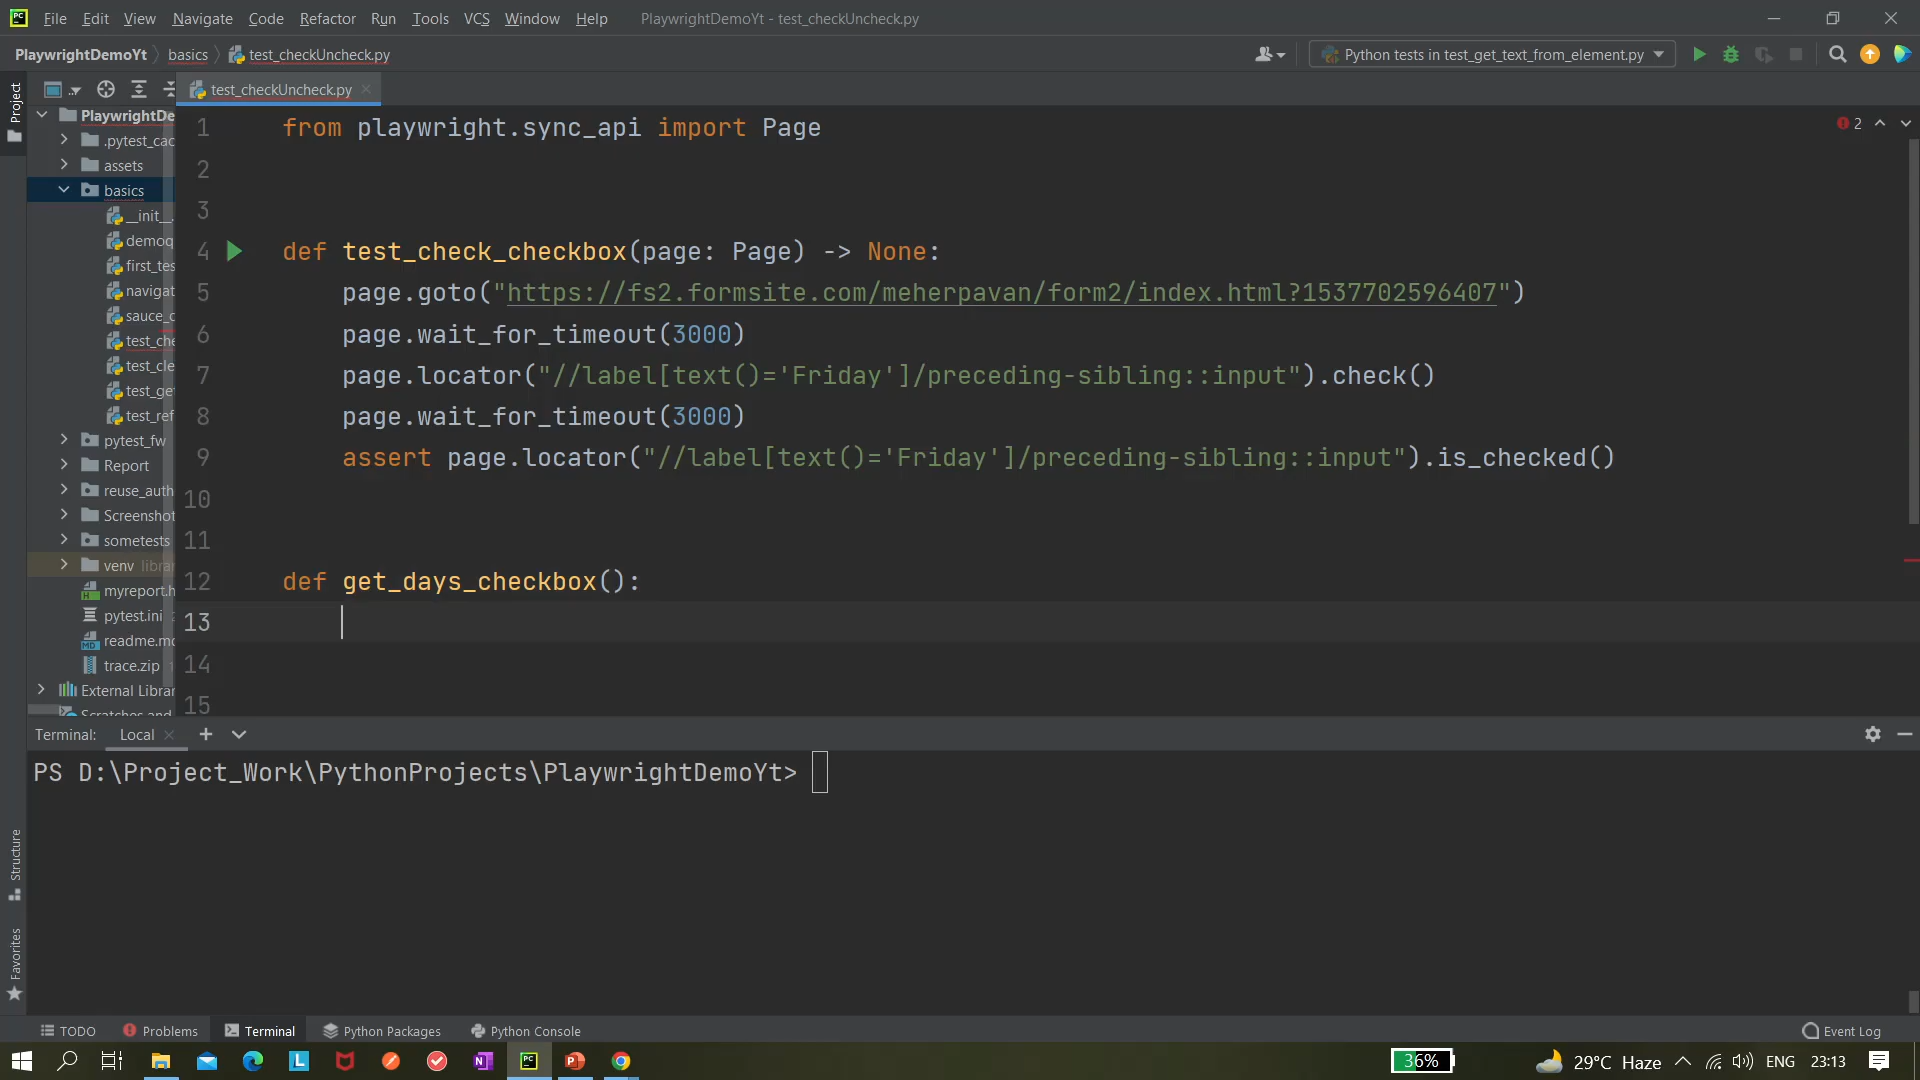 File Edit View Navigate Code Refactor Run Tools VCS Window Help PlaywrightDemoYt - test_checkUncheck.py
PlaywrightDemoYt basics test_checkUncheck.py Python tests in test_get_text_from_element.py
Project
test_checkUncheck.py
PlaywrightDe
.pytest_cac
assets
basics
__init__.
demoq
first_tes
navigat
sauce_c
test_che
test_cle
test_get
test_ref
pytest_fw
Report
reuse_auth
Screenshot
sometests
venv librar
myreport.h
pytest.ini
readme.md
trace.zip
External Librar
Scratches and
2
1 from playwright.sync_api import Page
2
3
4 def test_check_checkbox(page: Page) -> None:
5 page.goto("https://fs2.formsite.com/meherpavan/form2/index.html?1537702596407")
6 page.wait_for_timeout(3000)
7 page.locator("//label[text()='Friday']/preceding-sibling::input").check()
8 page.wait_for_timeout(3000)
9 assert page.locator("//label[text()='Friday']/preceding-sibling::input").is_checked()
10
11
12 def get_days_checkbox():
13
14
15
Terminal: Local
PS D:\Project_Work\PythonProjects\PlaywrightDemoYt>
Structure
Favorites
TODO Problems Terminal Python Packages Python Console Event Log
36% 29°C Haze ENG 23:13